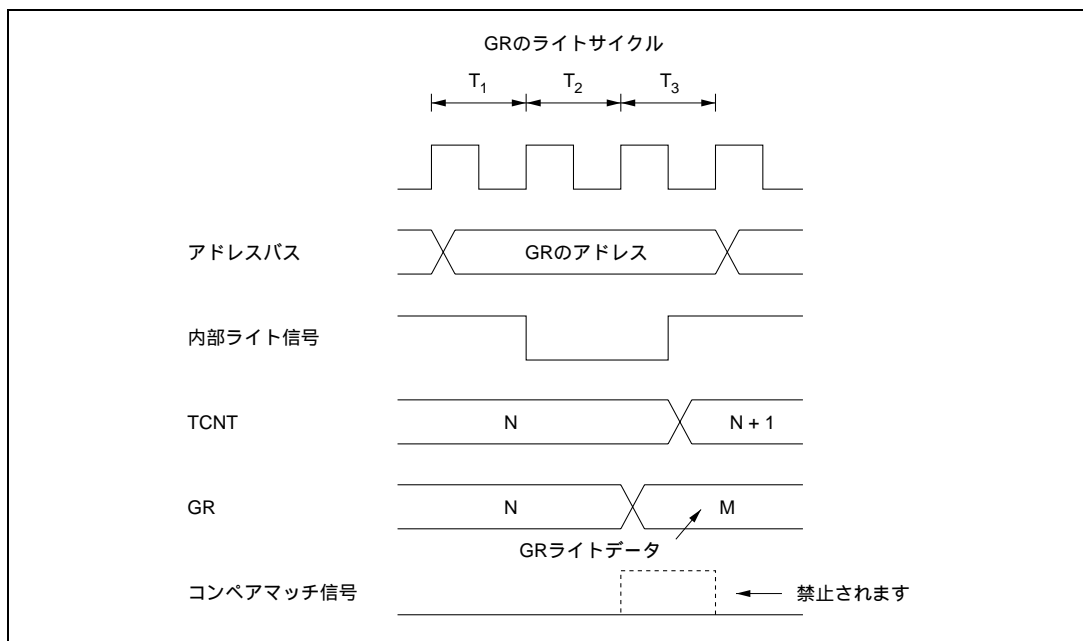 GRのライトサイクル
T1 T2 T3
アドレスバス GRのアドレス
内部ライト信号
TCNT N N + 1
GR N M
GRライトデータ
コンペアマッチ信号 禁止されます